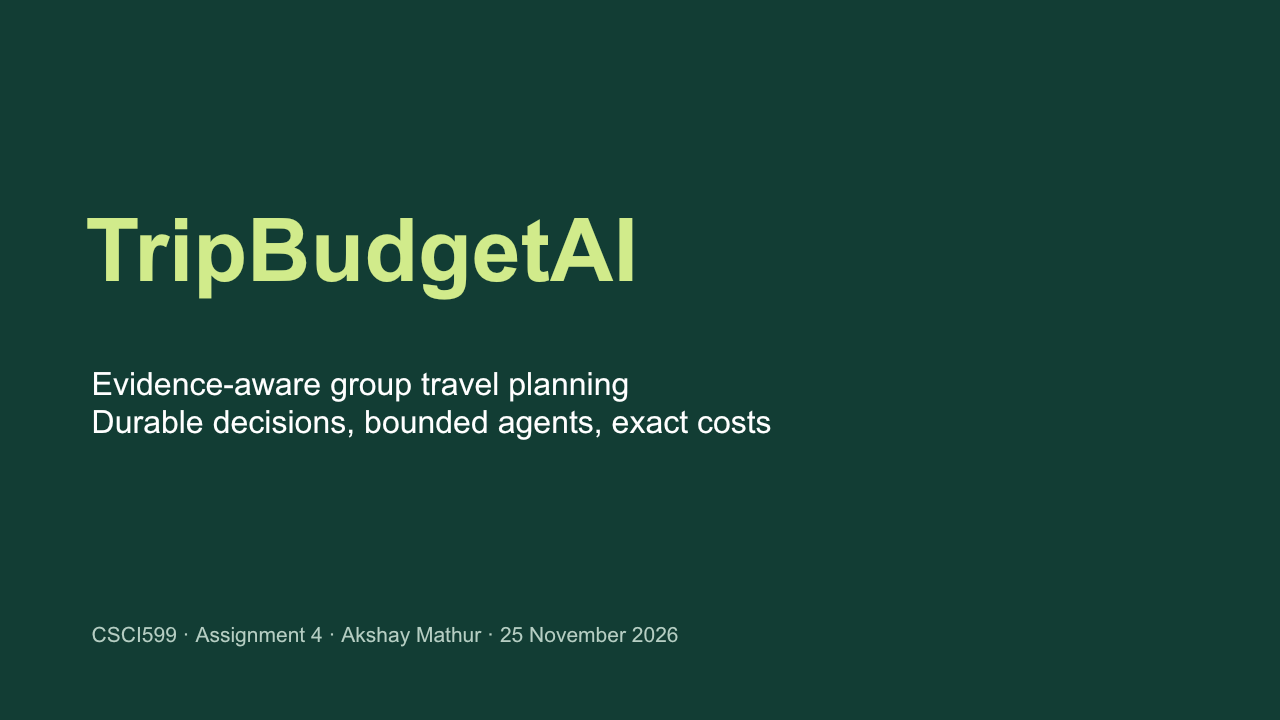 TripBudgetAI
Evidence-aware group travel planning
Durable decisions, bounded agents, exact costs
CSCI599 · Assignment 4 · Akshay Mathur · 25 November 2026